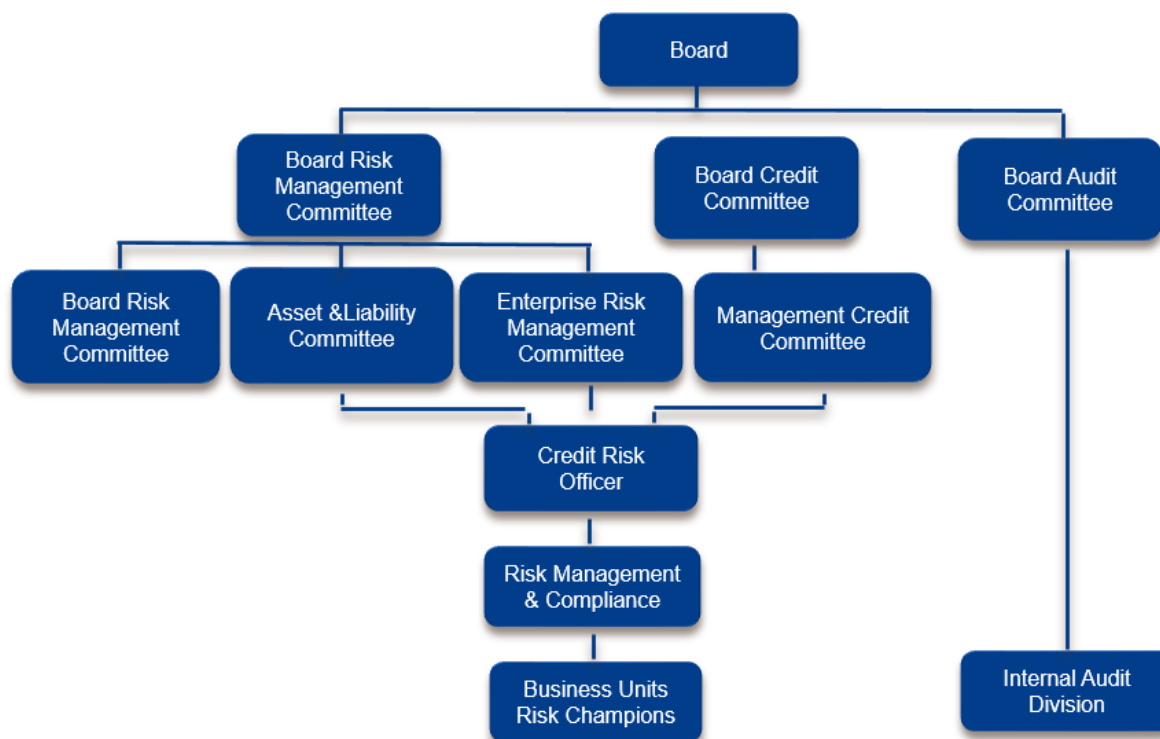 Board
Board Risk
Management
Committee
Board Credit
Committee
Board Audit
Committee
Board Risk
Management
Committee
Asset &Liability
Committee
Enterprise Risk
Management
Committee
Management Credit
Committee
Credit Risk
Officer
Risk Management
& Compliance
Business Units
Risk Champions
Internal Audit
Division